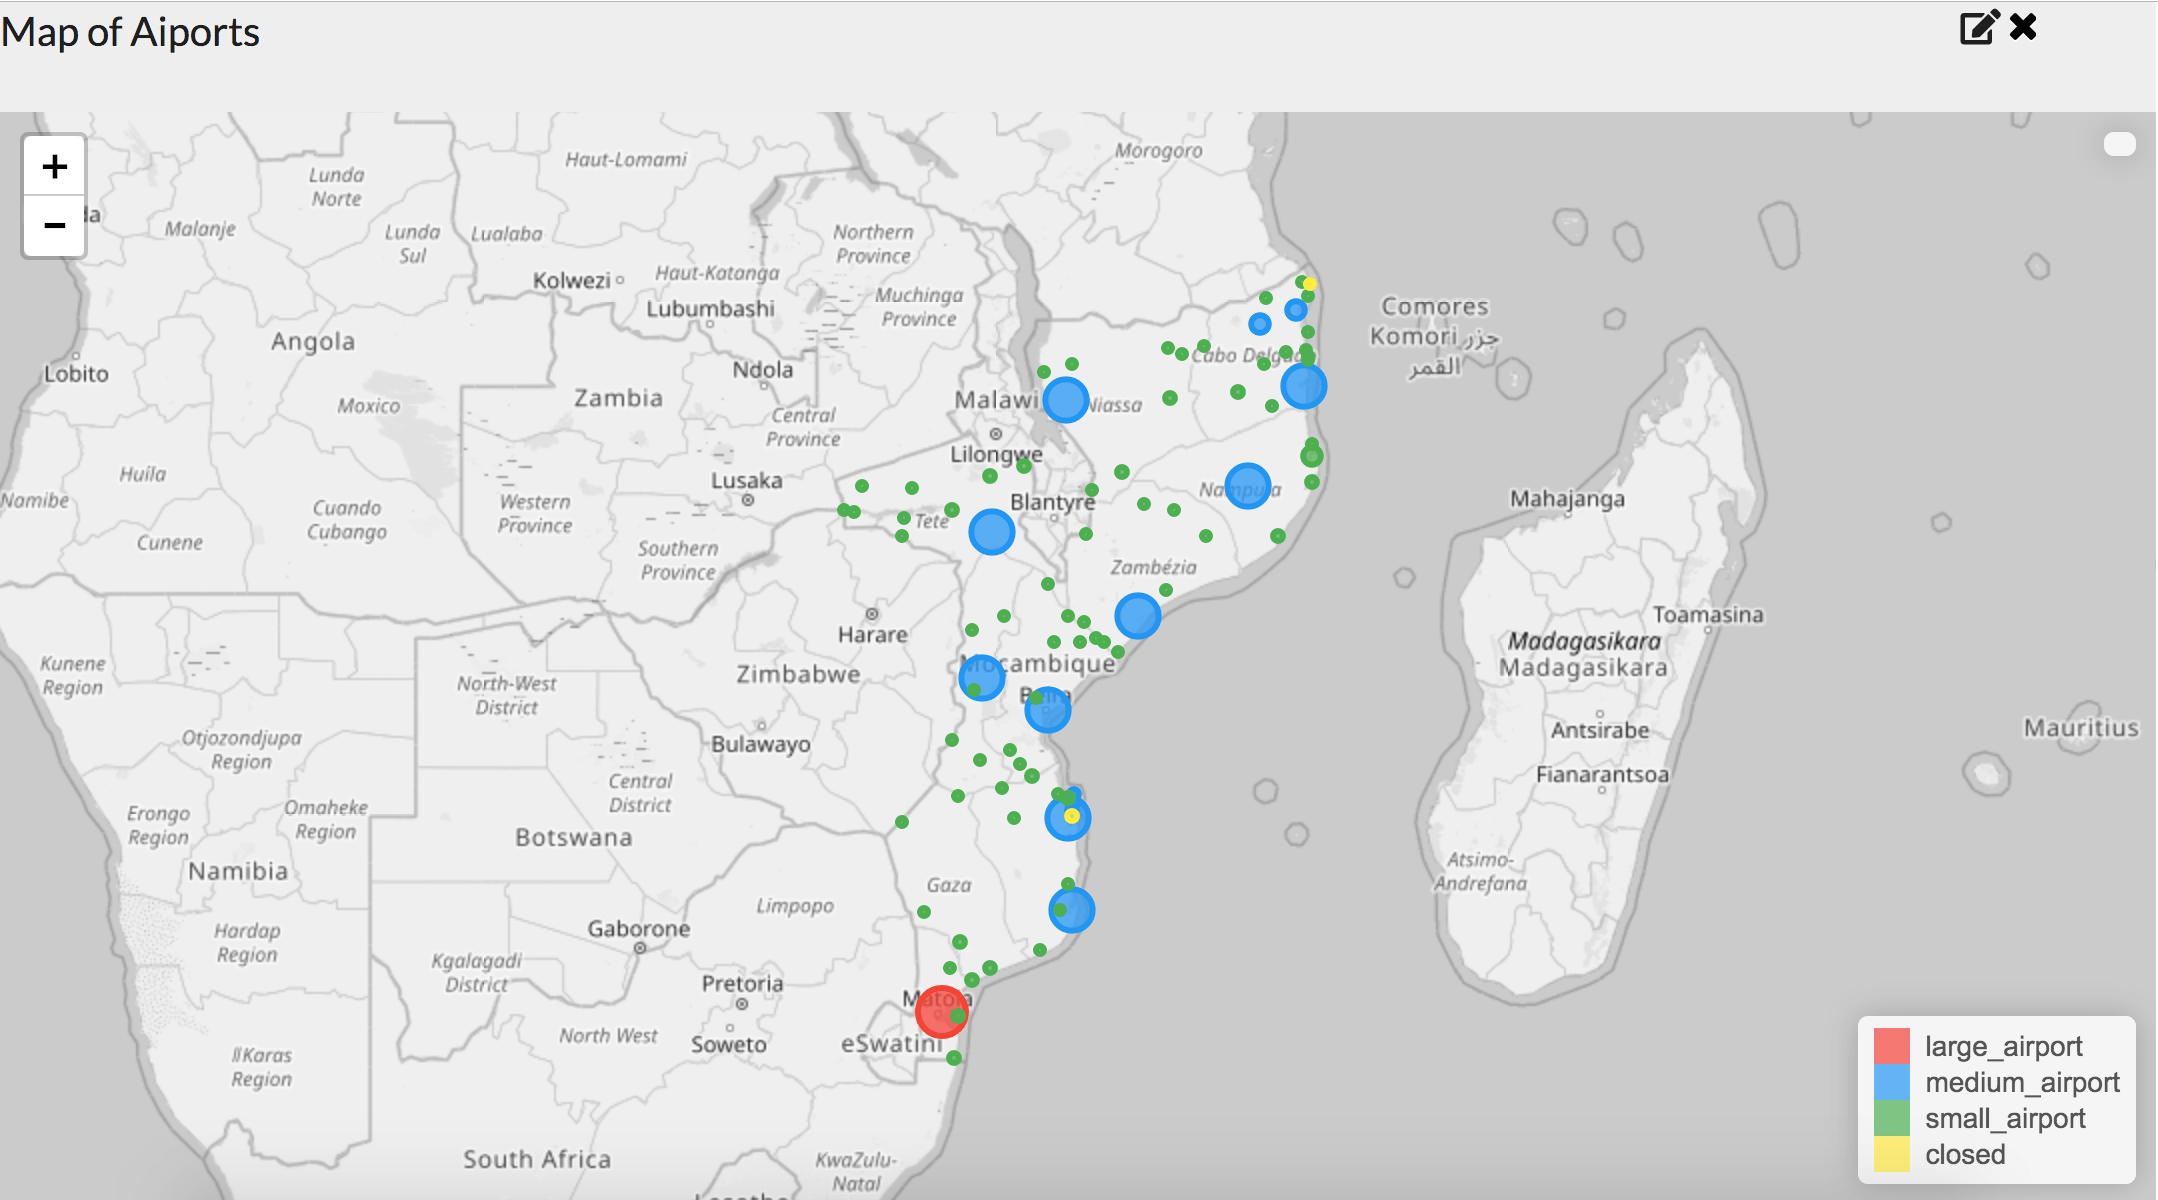 Map of Aiports
+
−
Morogoro
Haut-Lomami
Lunda
Norte
Malanje
Lunda
Sul
Lualaba
Northern
Province
Kolwezi
Haut-Katanga
Lubumbashi
Muchinga
Province
Comores
Komori جزر
القمر
Angola
Cabo Delgado
Lobito
Ndola
Moxico
Zambia
Malawi
Niassa
Central
Province
Lilongwe
Huíla
Lusaka
Nampula
Namibe
Mahajanga
Cuando
Cubango
Western
Province
Blantyre
Tete
Cunene
Southern
Province
Zambézia
Toamasina
Harare
Madagasikara
Madagasikara
Kunene
Region
Zimbabwe
Moçambique
North-West
District
Beira
Mauritius
Antsirabe
Otjozondjupa
Region
Bulawayo
Fianarantsoa
Central
District
Erongo
Region
Omaheke
Region
Botswana
Atsimo-
Andrefana
Namibia
Gaza
Limpopo
Hardap
Region
Gaborone
Kgalagadi
District
Pretoria
Matola
North West
Soweto
eSwatini
ǁKaras
Region
South Africa
KwaZulu-
Natal
large_airport
medium_airport
small_airport
closed